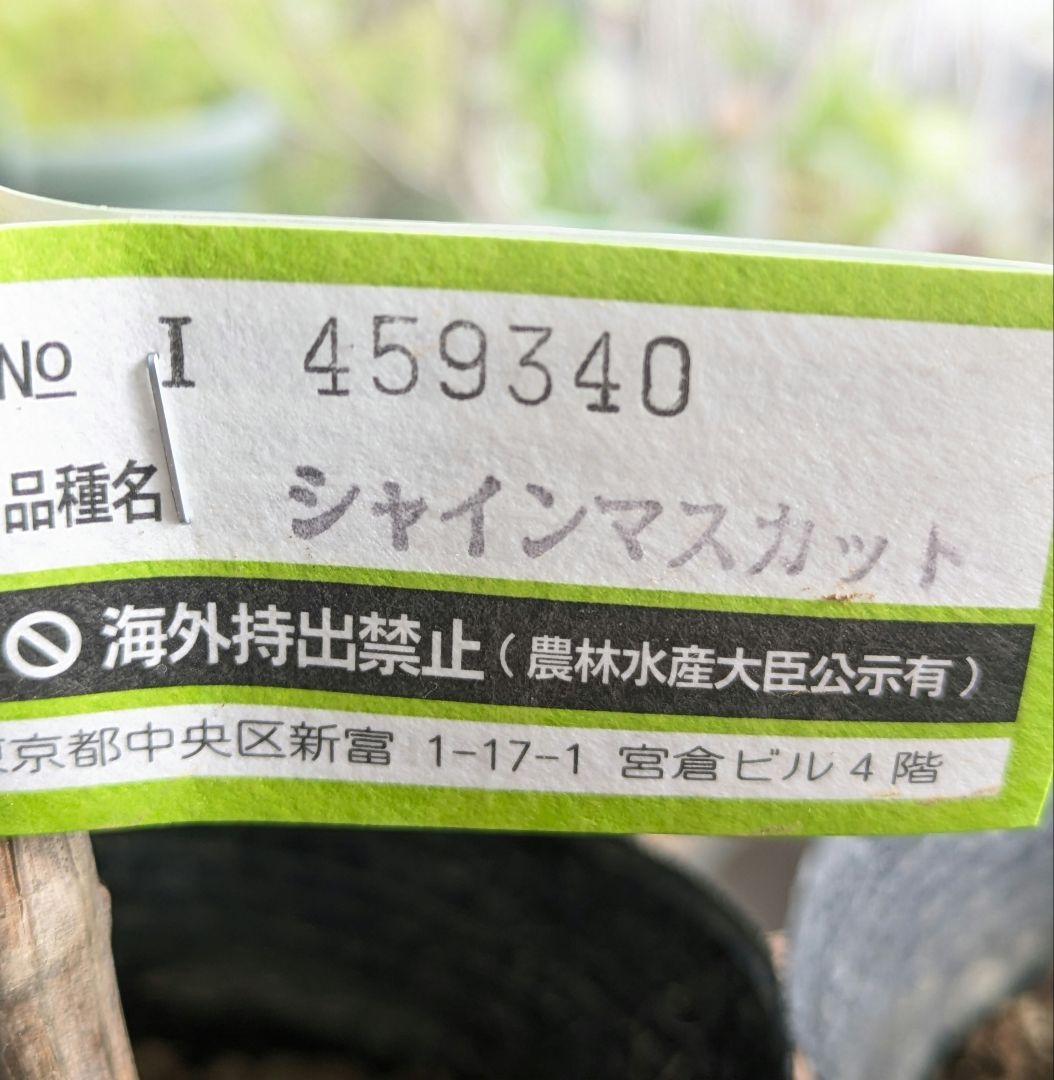 № I 459340
品種名 シャインマスカット
海外持出禁止(農林水産大臣公示有)
東京都中央区新富 1-17-1 宮倉ビル4階